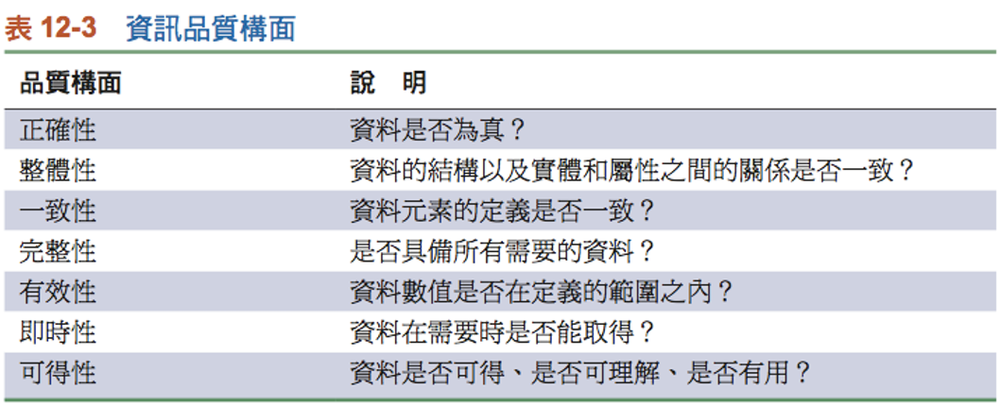 表 12-3 資訊品質構面
品質構面 說 明
正確性 資料是否為真？
整體性 資料的結構以及實體和屬性之間的關係是否一致？
一致性 資料元素的定義是否一致？
完整性 是否具備所有需要的資料？
有效性 資料數值是否在定義的範圍之內？
即時性 資料在需要時是否能取得？
可得性 資料是否可得、是否可理解、是否有用？